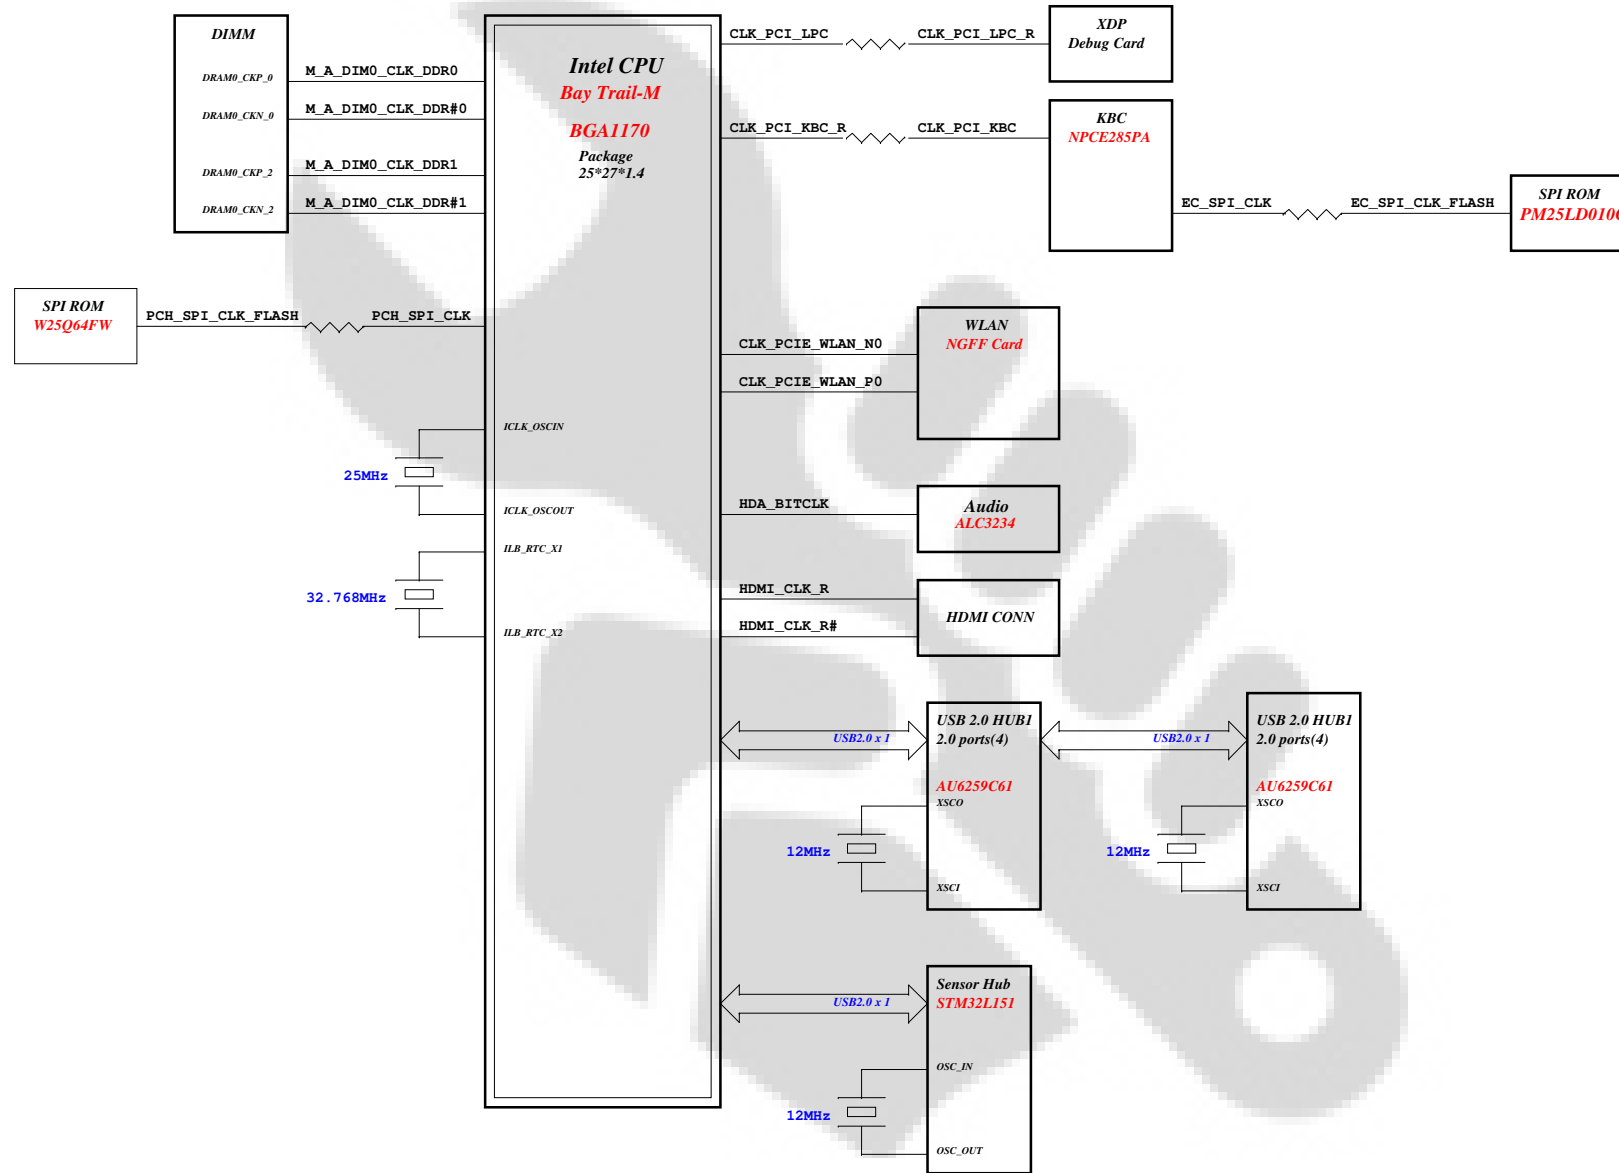 DIMM
DRAM0_CKP_0
M_A_DIM0_CLK_DDR0
DRAM0_CKN_0
M_A_DIM0_CLK_DDR#0
DRAM0_CKP_2
M_A_DIM0_CLK_DDR1
DRAM0_CKN_2
M_A_DIM0_CLK_DDR#1
SPI ROM
W25Q64FW
PCH_SPI_CLK_FLASH
PCH_SPI_CLK
Intel CPU
Bay Trail-M
BGA1170
Package
25*27*1.4
ICLK_OSCIN
25MHz
ICLK_OSCOUT
ILB_RTC_X1
32.768MHz
ILB_RTC_X2
CLK_PCI_LPC
CLK_PCI_LPC_R
XDP
Debug Card
CLK_PCI_KBC_R
CLK_PCI_KBC
KBC
NPCE285PA
EC_SPI_CLK
EC_SPI_CLK_FLASH
SPI ROM
CLK_PCIE_WLAN_N0
CLK_PCIE_WLAN_P0
WLAN
NGFF Card
HDA_BITCLK
Audio
ALC3234
HDMI_CLK_R
HDMI_CLK_R#
HDMI CONN
USB2.0 x 1
USB 2.0 HUB1
2.0 ports(4)
AU6259C61
XSCO
12MHz
XSCI
USB2.0 x 1
USB 2.0 HUB1
2.0 ports(4)
AU6259C61
XSCO
12MHz
XSCI
USB2.0 x 1
Sensor Hub
STM32L151
OSC_IN
12MHz
OSC_OUT